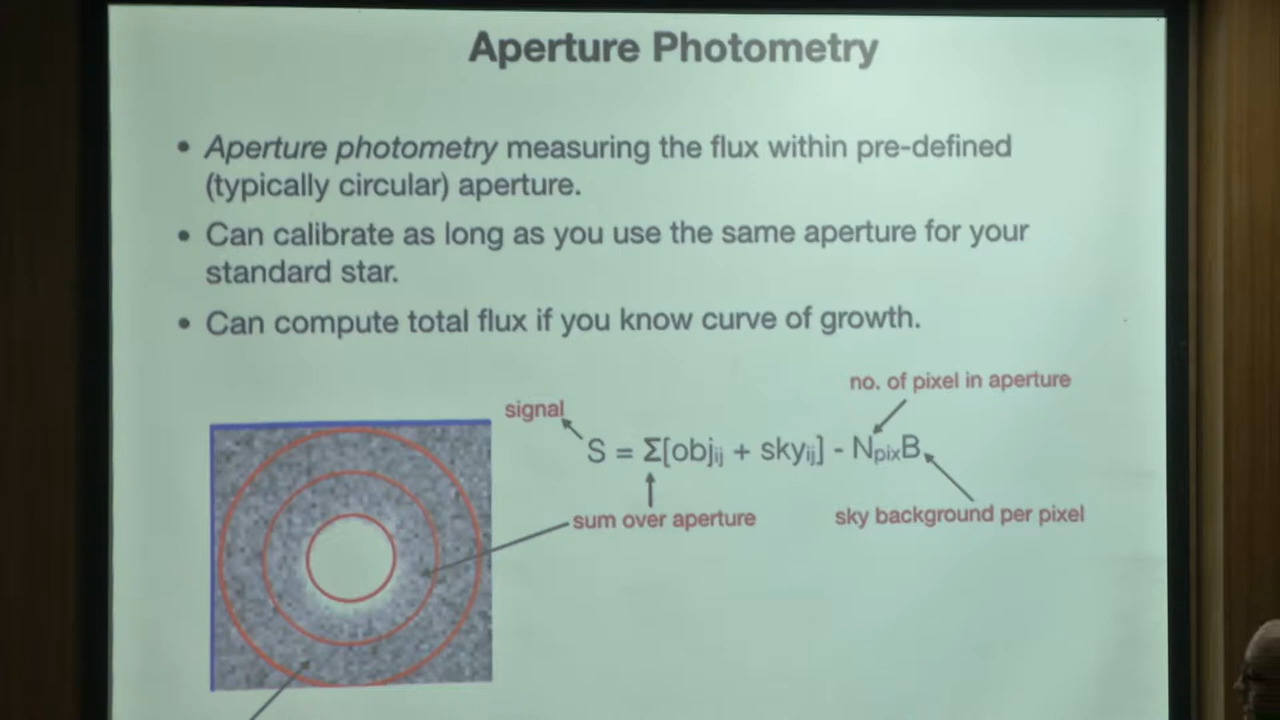 Aperture Photometry
• Aperture photometry measuring the flux within pre-defined
(typically circular) aperture.
• Can calibrate as long as you use the same aperture for your
standard star.
• Can compute total flux if you know curve of growth.
no. of pixel in aperture
signal
S = Σ[objij + skyij] - NpixB
sum over aperture
sky background per pixel